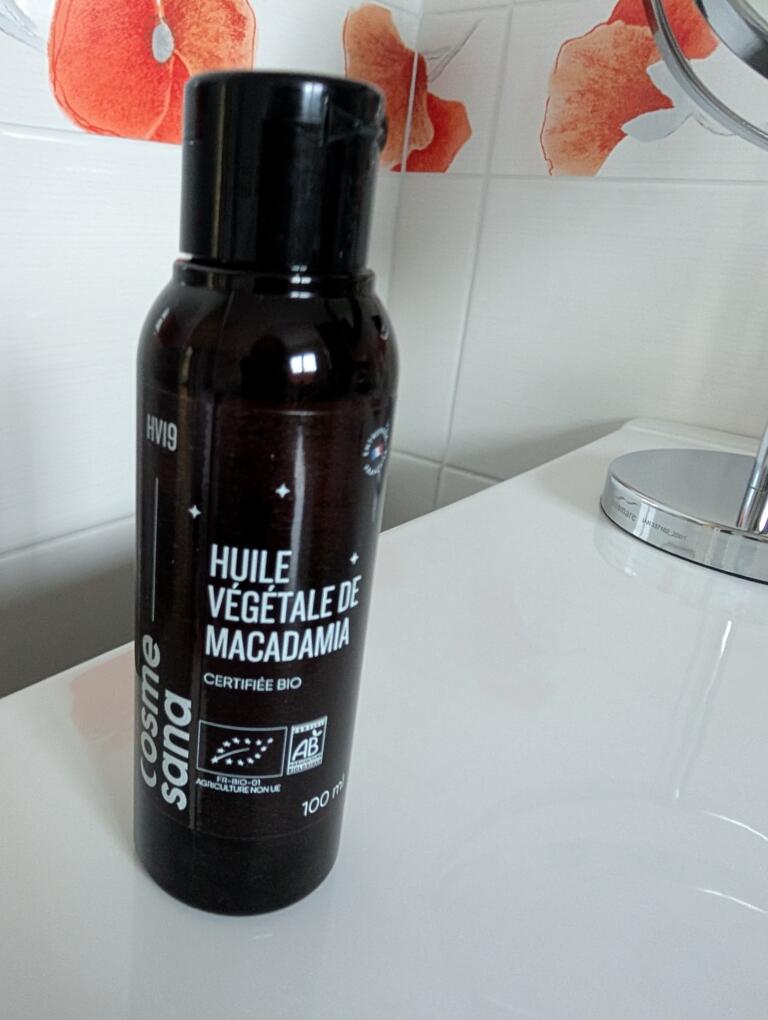 HV19
HUILE
VÉGÉTALE DE
MACADAMIA
CERTIFIÉE BIO
cosme
sana
AB
FR-BIO-01
AGRICULTURE NON UE
100 ml